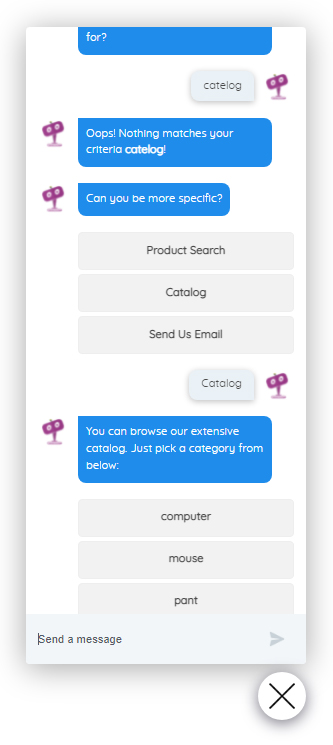 for?
catelog
Oops! Nothing matches your
criteria catelog!
Can you be more specific?
Product Search
Catalog
Send Us Email
Catalog
You can browse our extensive
catalog. Just pick a category from
below:
computer
mouse
pant
Send a message